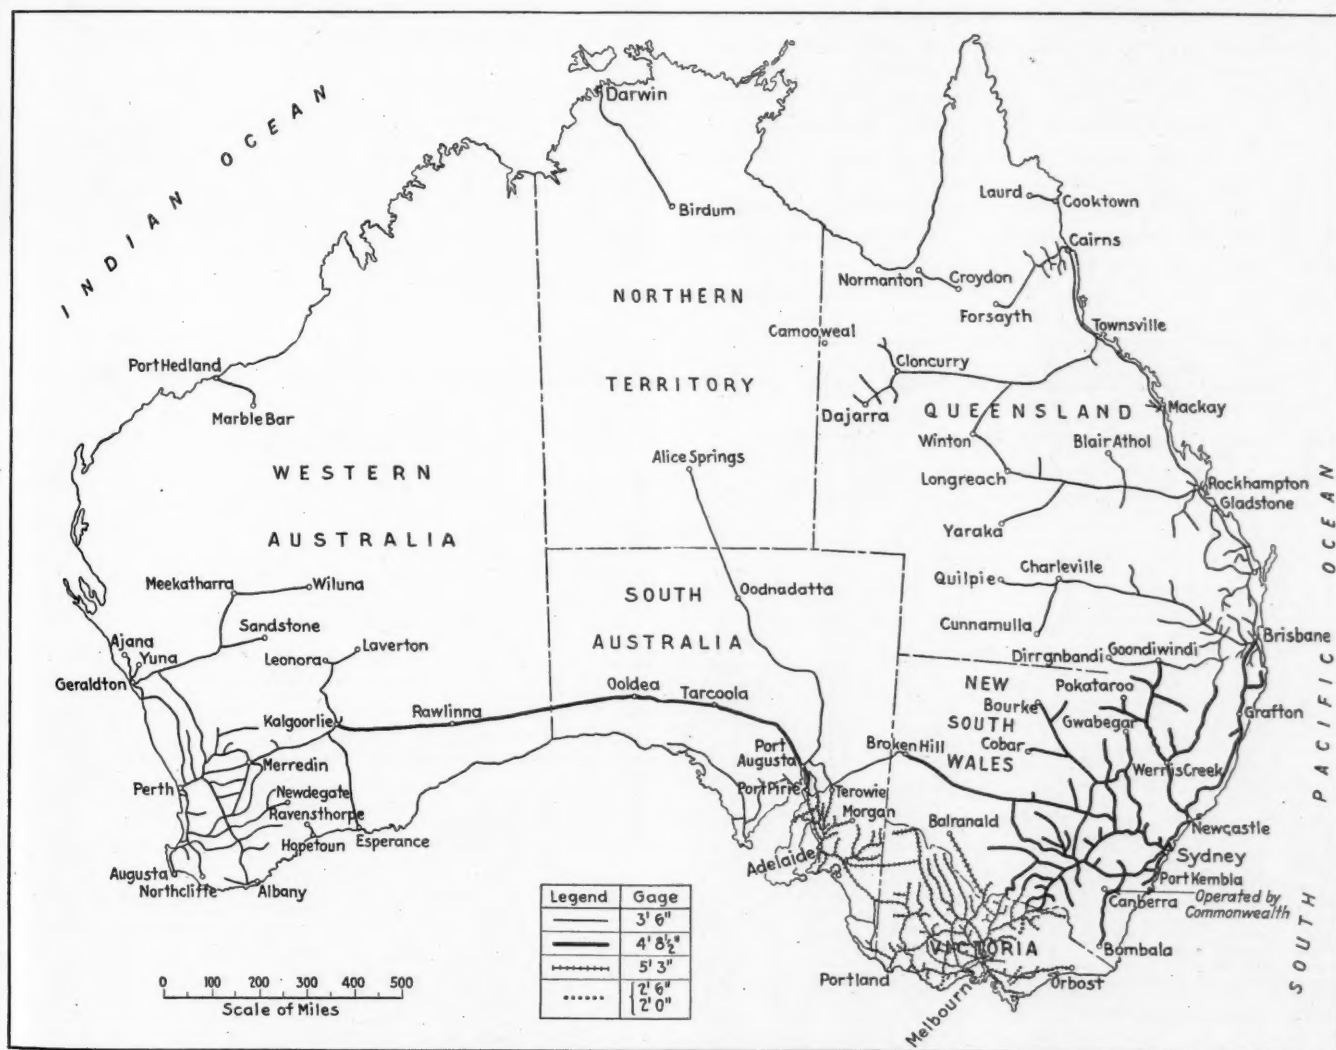 INDIAN OCEAN
Darwin
Birdum
Laurd
Cooktown
Cairns
Normanton
Croydon
Forsayth
NORTHERN
TERRITORY
Camooweal
Townsville
Cloncurry
Dajarra
QUEENSLAND
Mackay
Port Hedland
Marble Bar
Winton
Blair Athol
Alice Springs
Longreach
Rockhampton
Gladstone
Yaraka
WESTERN
AUSTRALIA
Meekatharra
Wiluna
SOUTH
AUSTRALIA
Oodnadatta
Quilpie
Charleville
Cunnamulla
Brisbane
Dirrgnbandi
Goondiwindi
Ajana
Yuna
Sandstone
Laverton
Leonora
Geraldton
Ooldea
Tarcoola
NEW
SOUTH
WALES
Pokataroo
Bourke
Gwabegar
Grafton
Cobar
Broken Hill
Werris Creek
Kalgoorlie
Rawlinna
Port
Augusta
Port Pirie
Terowie
Morgan
Merredin
Perth
Newdegate
Ravensthorpe
Hopetoun
Esperance
Augusta
Northcliffe
Albany
Adelaide
Balranald
Newcastle
Sydney
Port Kembla
Canberra
Operated by
Commonwealth
VICTORIA
Bombala
Portland
Orbost
Melbourne
SOUTH PACIFIC OCEAN
Legend Gage
3' 6"
4' 8½"
5' 3"
2' 6"
2' 0"
0 100 200 300 400 500
Scale of Miles